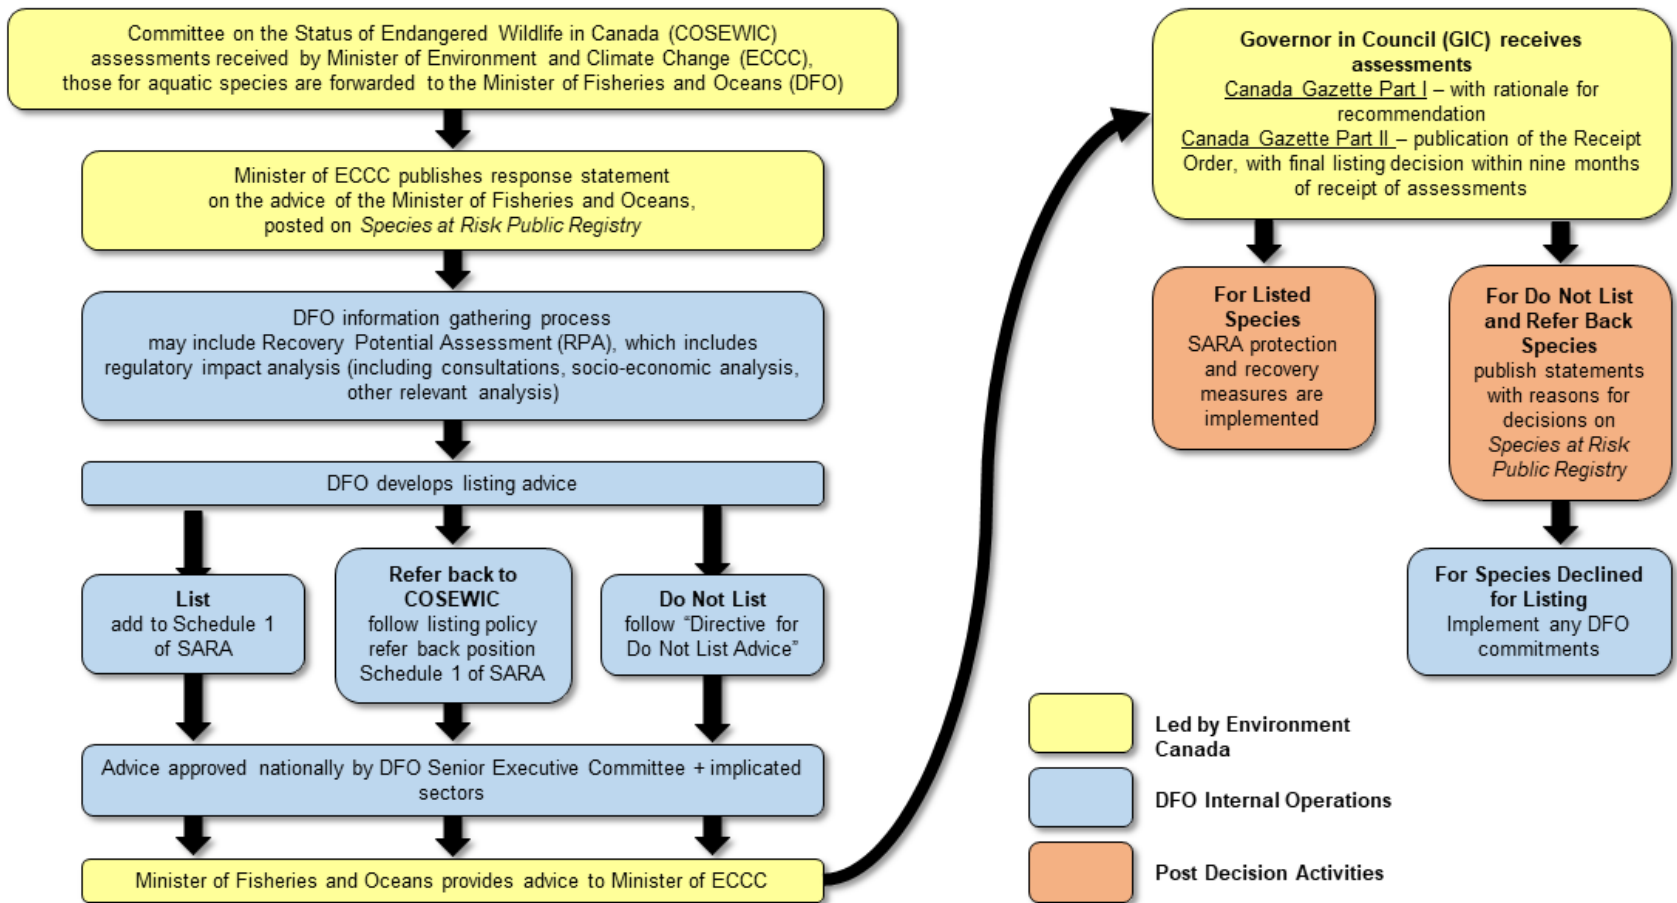 Committee on the Status of Endangered Wildlife in Canada (COSEWIC)
assessments received by Minister of Environment and Climate Change (ECCC),
those for aquatic species are forwarded to the Minister of Fisheries and Oceans (DFO)
Minister of ECCC publishes response statement
on the advice of the Minister of Fisheries and Oceans,
posted on Species at Risk Public Registry
DFO information gathering process
may include Recovery Potential Assessment (RPA), which includes
regulatory impact analysis (including consultations, socio-economic analysis,
other relevant analysis)
DFO develops listing advice
List
add to Schedule 1
of SARA
Refer back to
COSEWIC
follow listing policy
refer back position
Schedule 1 of SARA
Do Not List
follow “Directive for
Do Not List Advice”
Advice approved nationally by DFO Senior Executive Committee + implicated
sectors
Minister of Fisheries and Oceans provides advice to Minister of ECCC
Governor in Council (GIC) receives
assessments
Canada Gazette Part I – with rationale for
recommendation
Canada Gazette Part II – publication of the Receipt
Order, with final listing decision within nine months
of receipt of assessments
For Listed
Species
SARA protection
and recovery
measures are
implemented
For Do Not List
and Refer Back
Species
publish statements
with reasons for
decisions on
Species at Risk
Public Registry
For Species Declined
for Listing
Implement any DFO
commitments
Led by Environment
Canada
DFO Internal Operations
Post Decision Activities